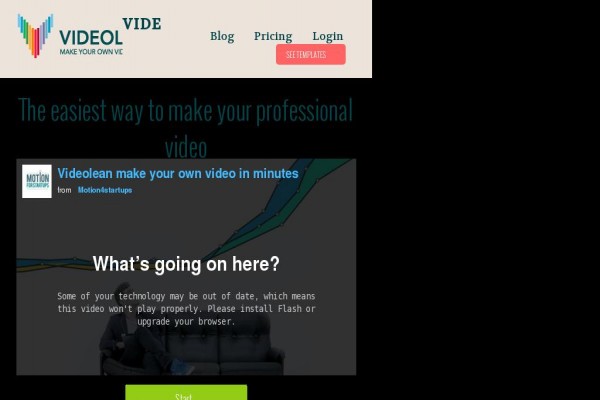 VIDE
VIDEOL
MAKE YOUR OWN VIC
Blog Pricing Login
SEE TEMPLATES
The easiest way to make your professional
video
MOTION
FORSTARTUPS
Videolean make your own video in minutes
from Motion4startups
What's going on here?
Some of your technology may be out of date, which means
this video won't play properly. Please install Flash or
upgrade your browser.
Start